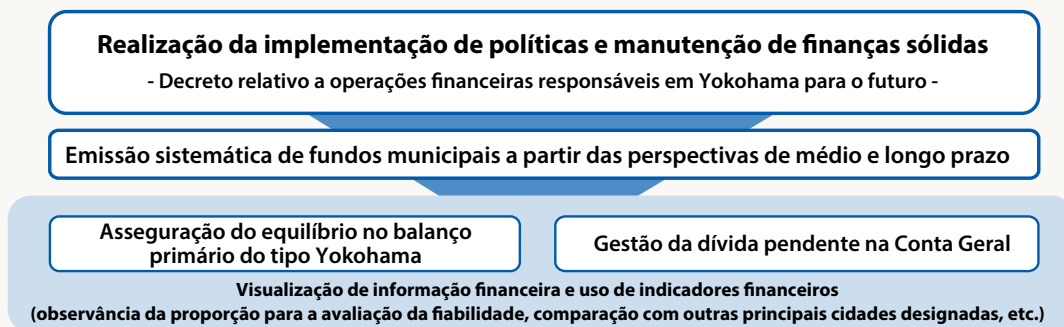 Realização da implementação de políticas e manutenção de finanças sólidas
- Decreto relativo a operações financeiras responsáveis em Yokohama para o futuro -
Emissão sistemática de fundos municipais a partir das perspectivas de médio e longo prazo
Asseguração do equilíbrio no balanço
primário do tipo Yokohama
Gestão da dívida pendente na Conta Geral
Visualização de informação financeira e uso de indicadores financeiros
(observância da proporção para a avaliação da fiabilidade, comparação com outras principais cidades designadas, etc.)